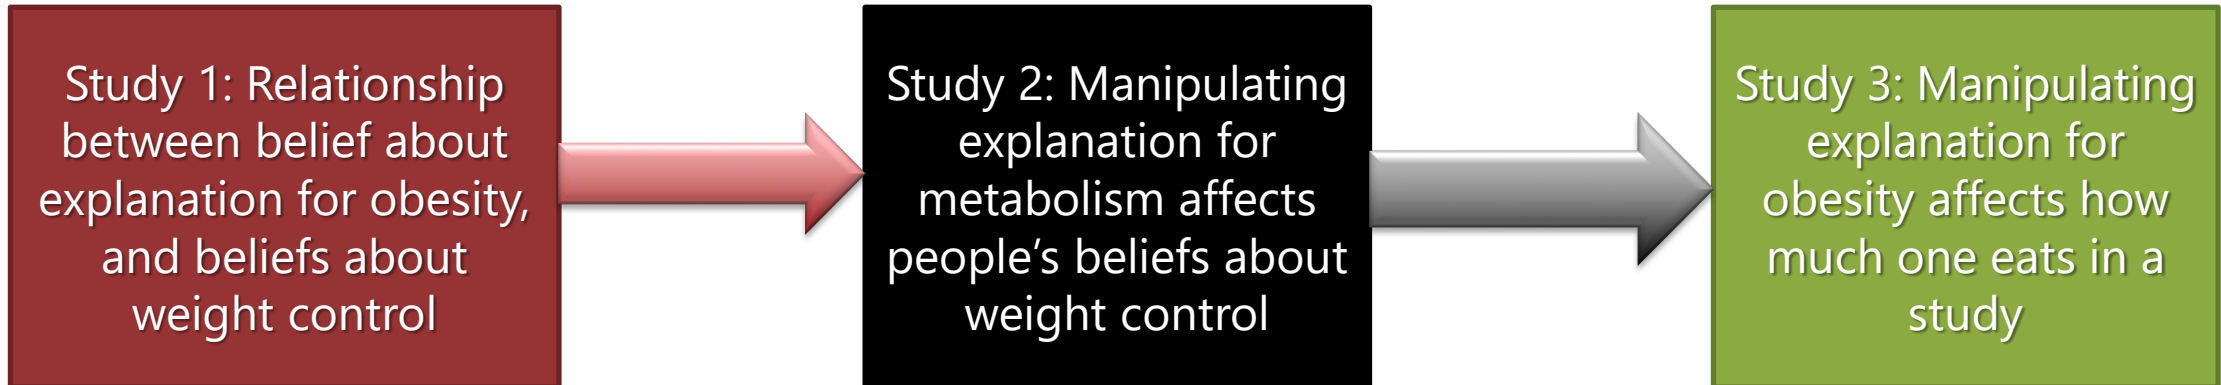 Study 1: Relationship
between belief about
explanation for obesity,
and beliefs about
weight control
Study 2: Manipulating
explanation for
metabolism affects
people’s beliefs about
weight control
Study 3: Manipulating
explanation for
obesity affects how
much one eats in a
study